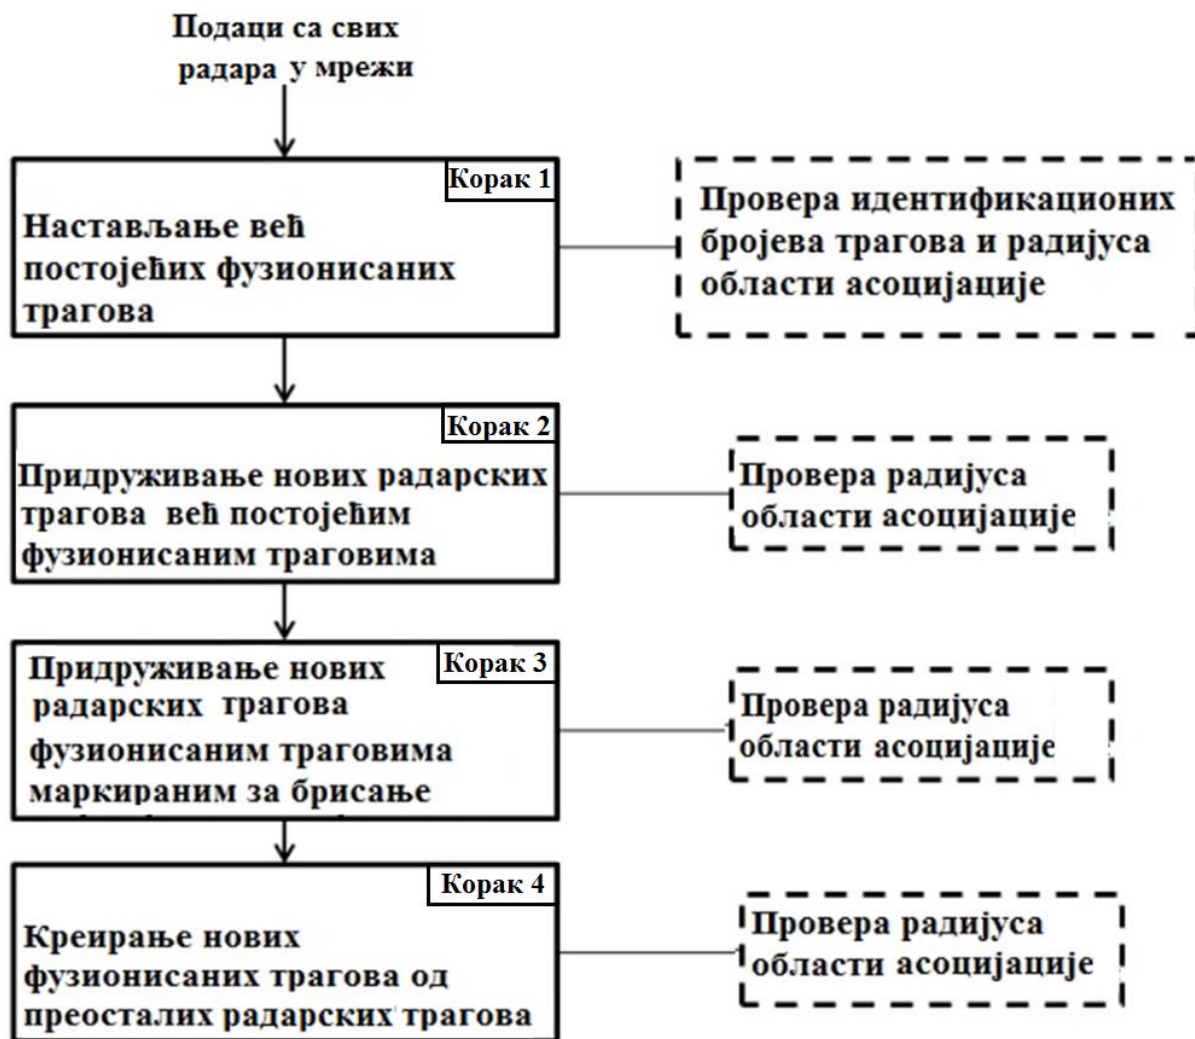 Подаци са свих
радара у мрежи
Корак 1
Настављање већ
постојећих фузионисаних
трагова
Провера идентификационих
бројева трагова и радијуса
области асоцијације
Корак 2
Придруживање нових радарских
трагова већ постојећим
фузионисаним траговима
Провера радијуса
области асоцијације
Корак 3
Придруживање нових
радарских трагова
фузионисаним траговима
маркираним за брисање
Провера радијуса
области асоцијације
Корак 4
Креирање нових
фузионисаних трагова од
преосталих радарских трагова
Провера радијуса
области асоцијације